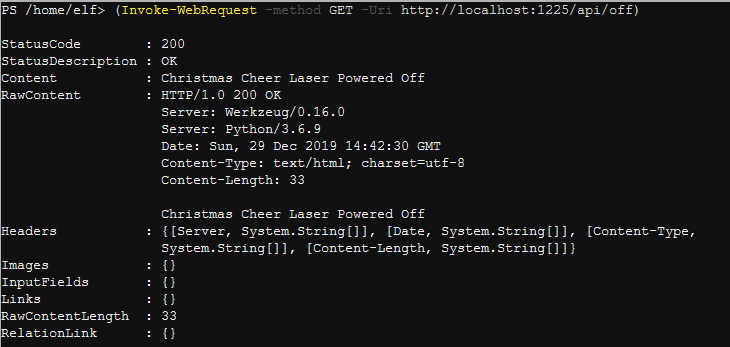 PS /home/elf> (Invoke-WebRequest -method GET -Uri http://localhost:1225/api/off)
StatusCode : 200
StatusDescription : OK
Content : Christmas Cheer Laser Powered Off
RawContent : HTTP/1.0 200 OK
Server: Werkzeug/0.16.0
Server: Python/3.6.9
Date: Sun, 29 Dec 2019 14:42:30 GMT
Content-Type: text/html; charset=utf-8
Content-Length: 33
Christmas Cheer Laser Powered Off
Headers : {[Server, System.String[]], [Date, System.String[]], [Content-Type,
System.String[]], [Content-Length, System.String[]]}
Images : {}
InputFields : {}
Links : {}
RawContentLength : 33
RelationLink : {}